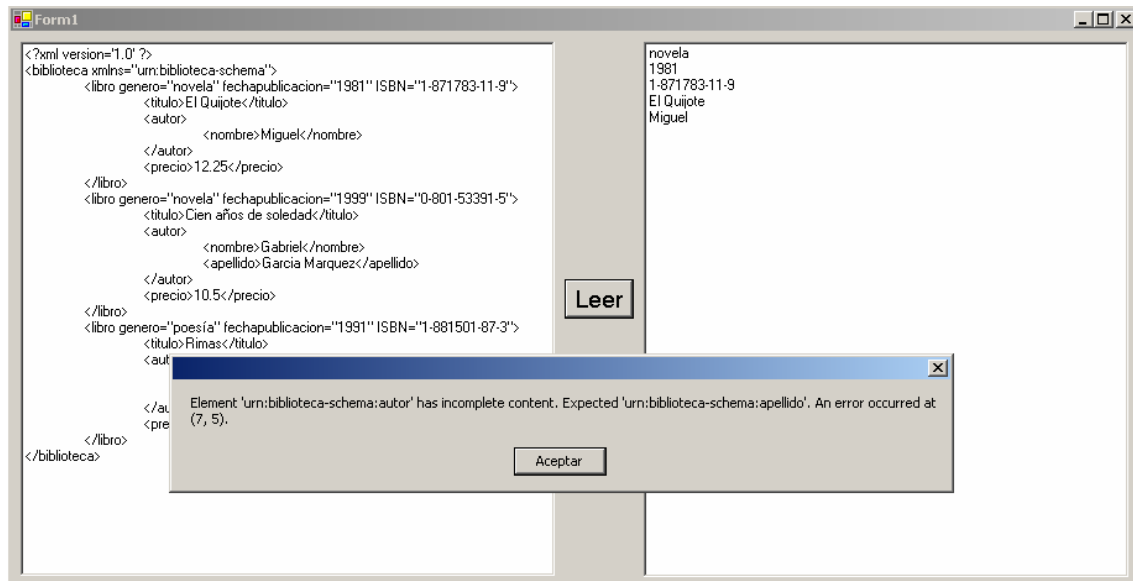 Form1
<?xml version='1.0' ?>
<biblioteca xmlns="urn:biblioteca-schema">
<libro genero="novela" fechapublicacion="1981" ISBN="1-871783-11-9">
<titulo>El Quijote</titulo>
<autor>
<nombre>Miguel</nombre>
</autor>
<precio>12.25</precio>
</libro>
<libro genero="novela" fechapublicacion="1999" ISBN="0-801-53391-5">
<titulo>Cien años de soledad</titulo>
<autor>
<nombre>Gabriel</nombre>
<apellido>Garcia Marquez</apellido>
</autor>
<precio>10.5</precio>
</libro>
<libro genero="poesía" fechapublicacion="1991" ISBN="1-881501-87-3">
<titulo>Rimas</titulo>
<aut
</au
<pre
</libro>
</biblioteca>
Leer
novela
1981
1-871783-11-9
El Quijote
Miguel
Element 'urn:biblioteca-schema:autor' has incomplete content. Expected 'urn:biblioteca-schema:apellido'. An error occurred at
(7, 5).
Aceptar